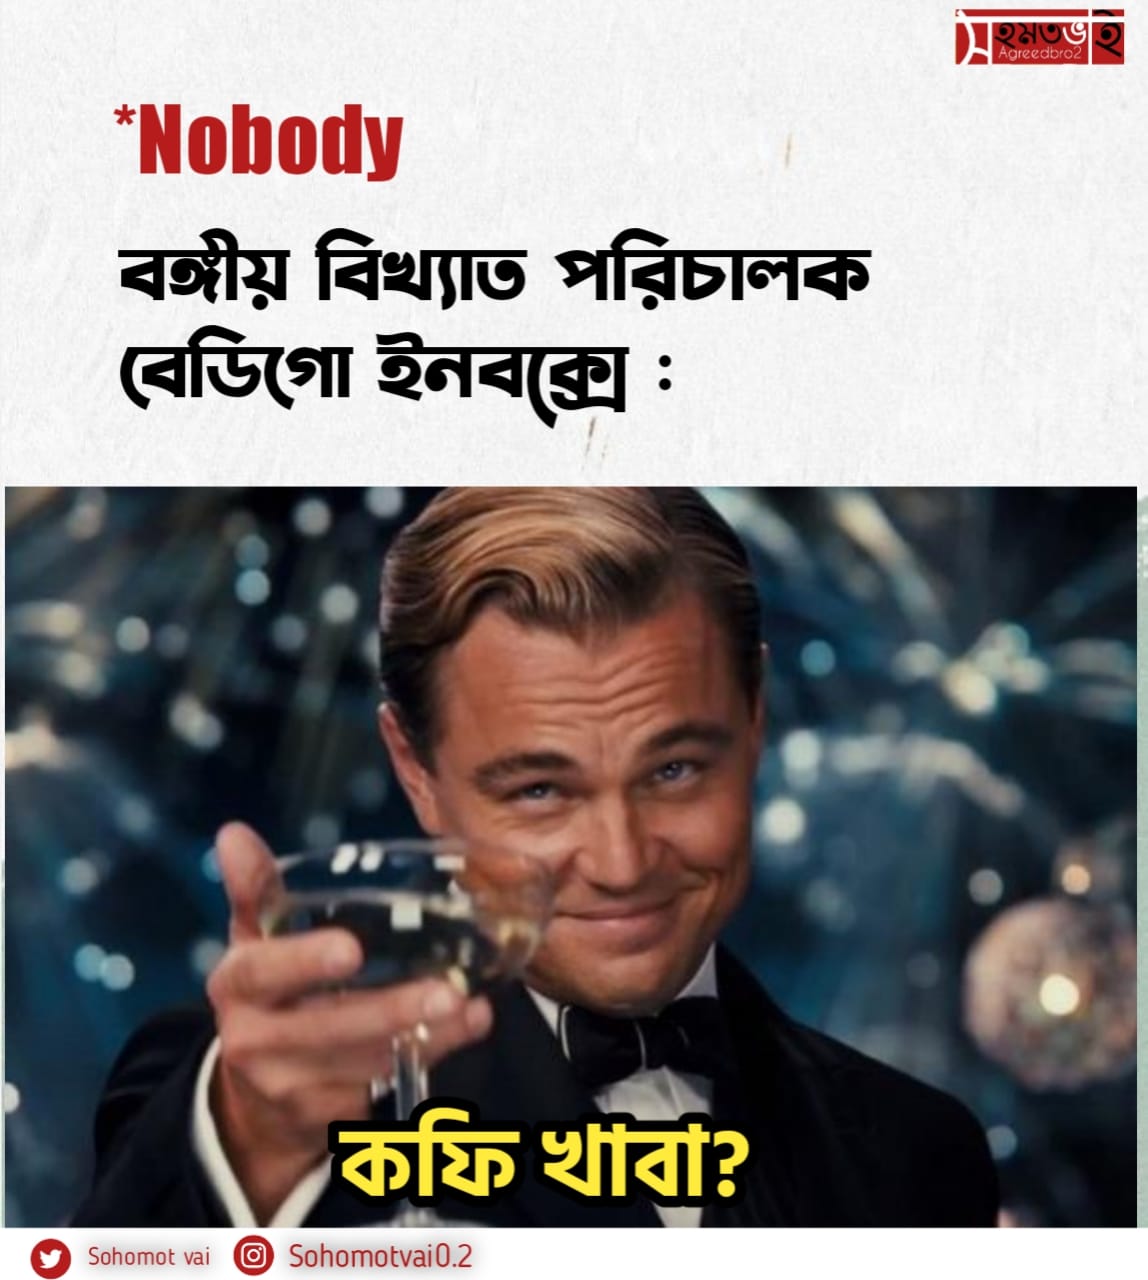 সহমতভাই
Agreedbro2
*Nobody
বঙ্গীয় বিখ্যাত পরিচালক
বেডিগো ইনবক্সে :
কফি খাবা?
Sohomot vai Sohomotvai0.2